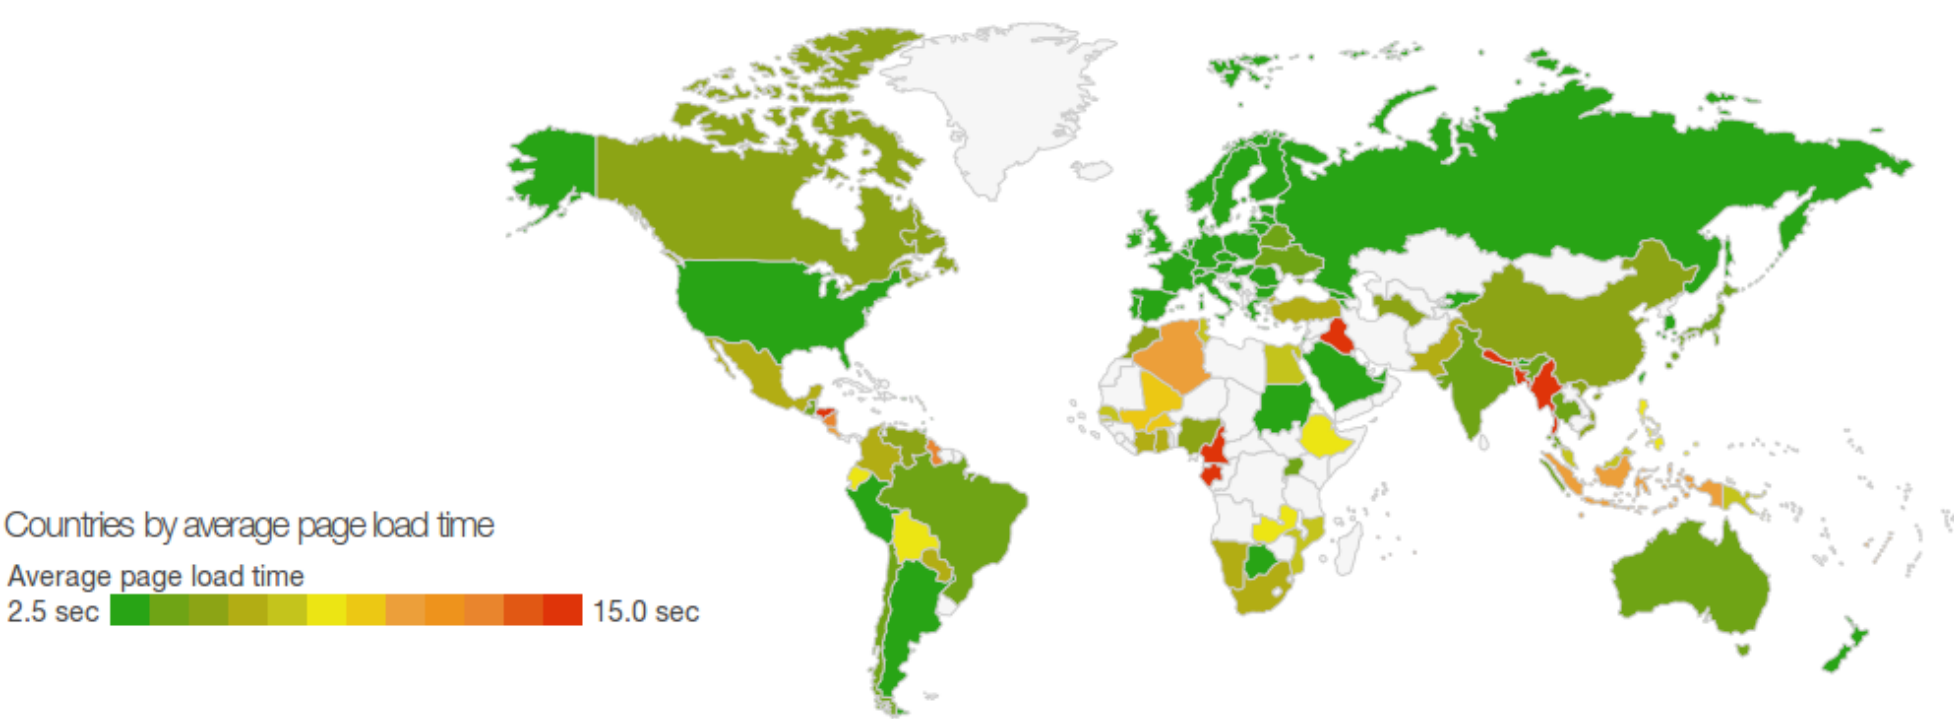 Countries by average page load time
Average page load time
2.5 sec 15.0 sec